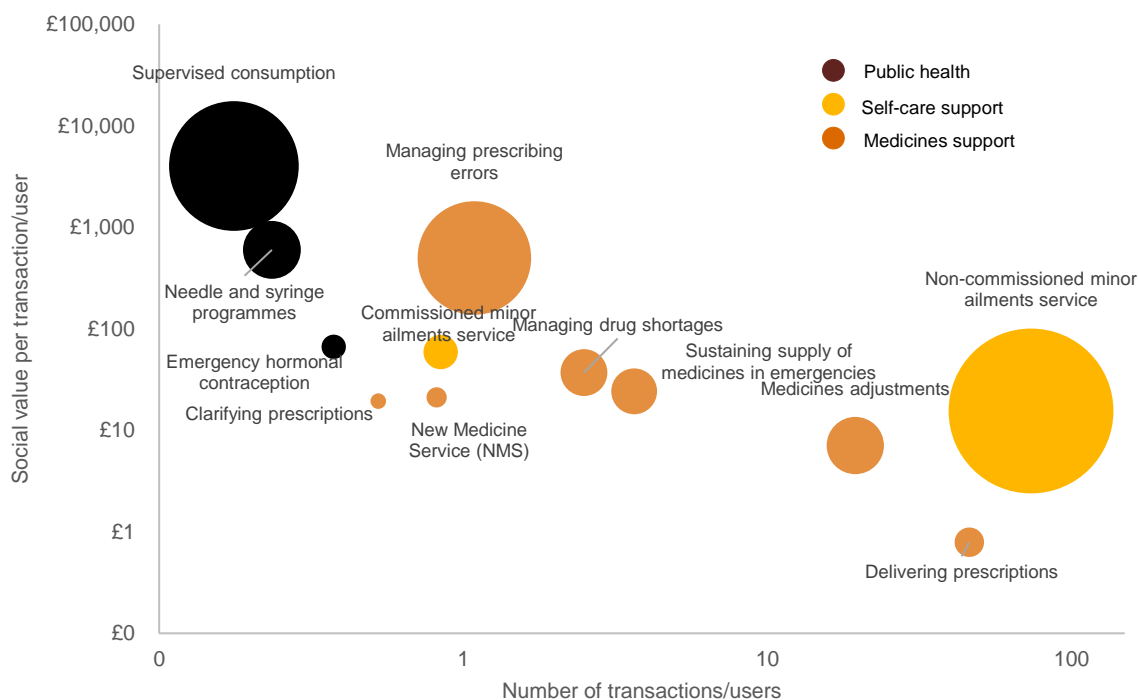 £100,000
Supervised consumption
Public health
Self-care support
Medicines support
£10,000
Managing prescribing
errors
Social value per transaction/user
£1,000
Needle and syringe
programmes
Non-commissioned minor
ailments service
£100
Commissioned minor
ailments service
Managing drug shortages
Emergency hormonal
contraception
Sustaining supply of
medicines in emergencies
Medicines adjustments
Clarifying prescriptions
£10
New Medicine
Service (NMS)
£1
Delivering prescriptions
£0
0
1
10
100
Number of transactions/users